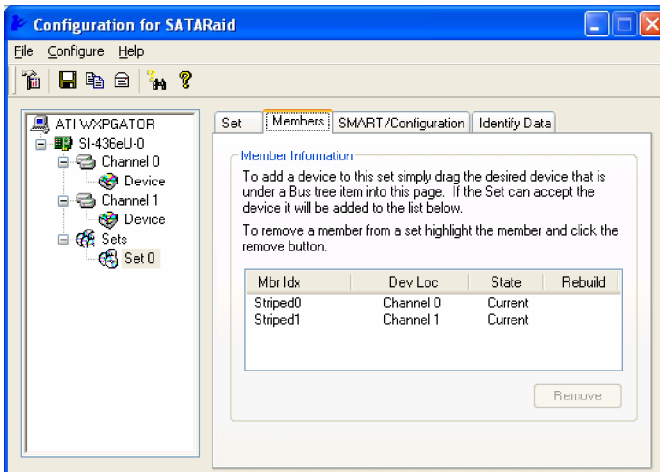 Configuration for SATARaid
File Configure Help
ATI WXPGATOR
SI-436eU-0
Channel 0
Device
Channel 1
Device
Sets
Set 0
Set Members SMART/Configuration Identify Data
Member Information
To add a device to this set simply drag the desired device that is
under a Bus tree item into this page. If the Set can accept the
device it will be added to the list below.
To remove a member from a set highlight the member and click the
remove button.
Mbr Idx Dev Loc State Rebuild
Striped0 Channel 0 Current
Striped1 Channel 1 Current
Remove